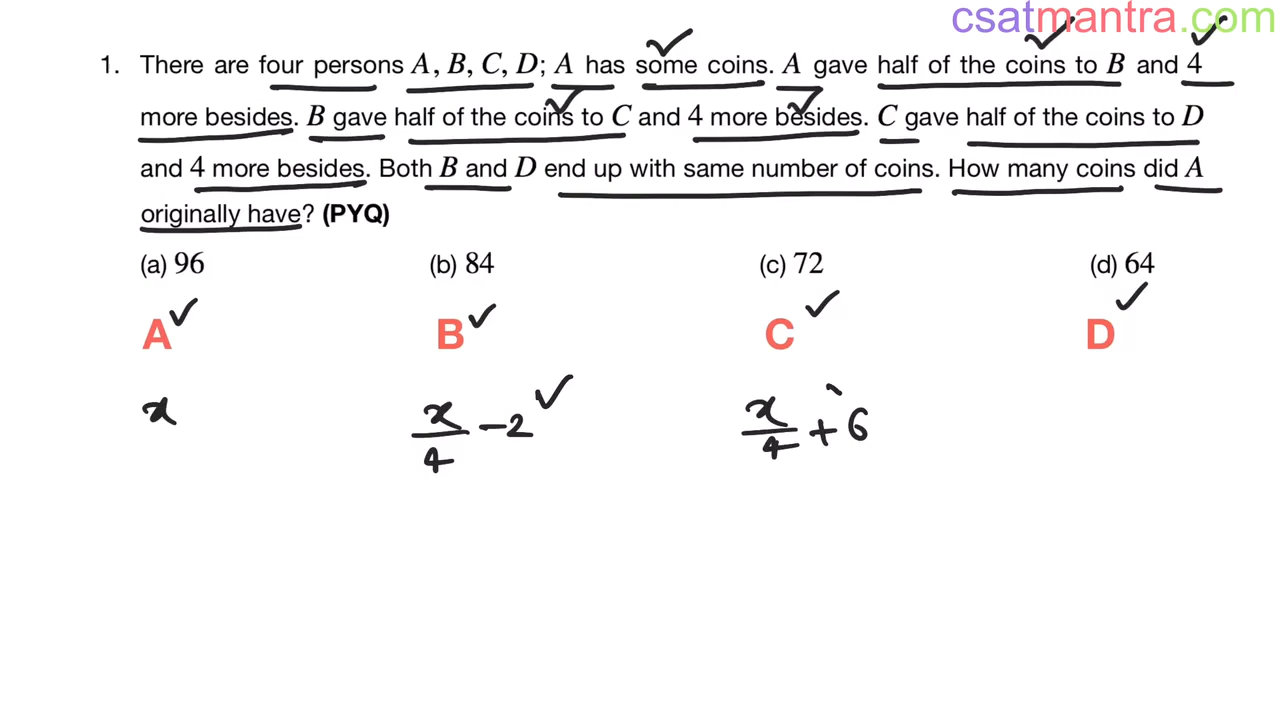 csatmantra.com
1. There are four persons A, B, C, D; A has some coins. A gave half of the coins to B and 4
more besides. B gave half of the coins to C and 4 more besides. C gave half of the coins to D
and 4 more besides. Both B and D end up with same number of coins. How many coins did A
originally have? (PYQ)
(a) 96 (b) 84 (c) 72 (d) 64
A B C D
x x/4 - 2 x/4 + 6